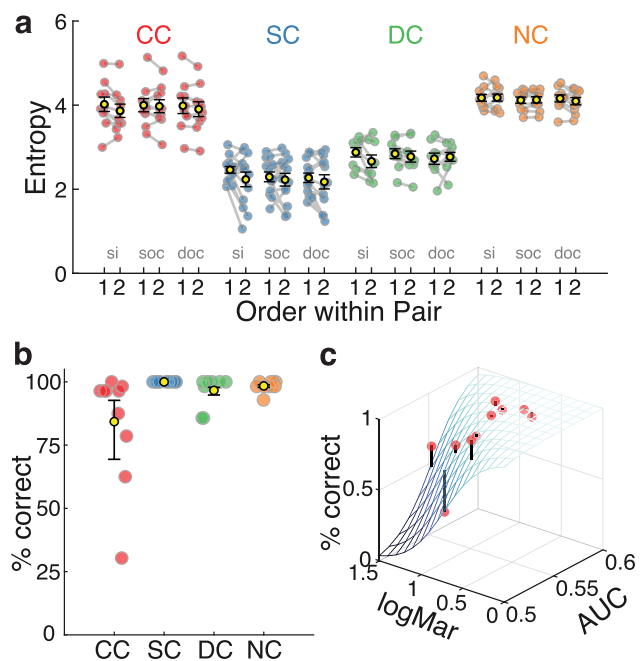 a
CC SC DC NC
6
4
2
0
Entropy
si soc doc si soc doc si soc doc si soc doc
1 2 1 2 1 2 1 2 1 2 1 2 1 2 1 2 1 2 1 2 1 2 1 2
Order within Pair
b
100
75
50
25
0
% correct
CC SC DC NC
c
1
0.5
0
% correct
1.5
1
0.5
0
logMar
0.5
0.55
0.6
AUC